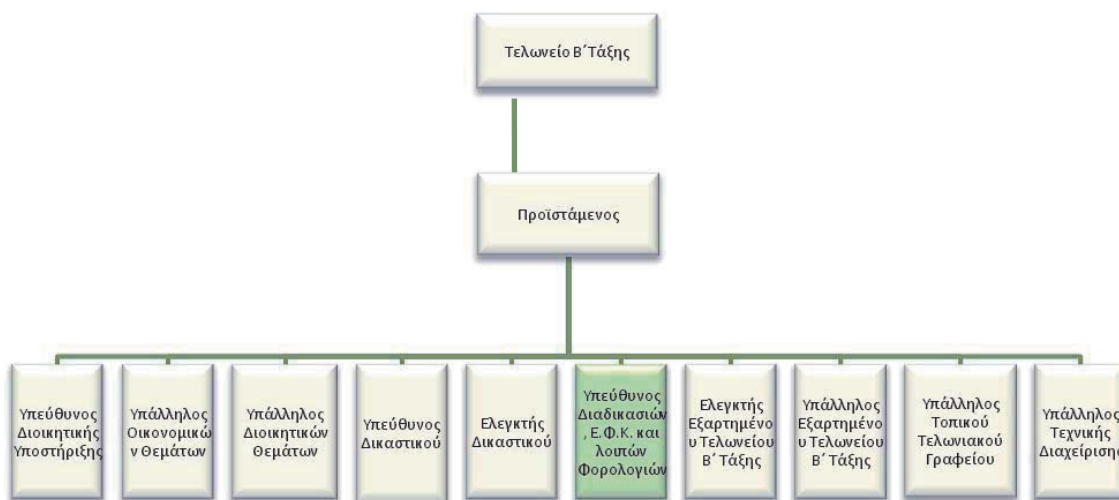 Τελωνείο Β΄Τάξης
Προϊστάμενος
Υπεύθυνος
Διοικητικής
Υποστήριξης
Υπάλληλος
Οικονομικώ
ν Θεμάτων
Υπάλληλος
Διοικητικών
Θεμάτων
Υπεύθυνος
Δικαστικού
Ελεγκτής
Δικαστικού
Υπεύθυνος
Διαδικασιών
, Ε.Φ.Κ. και
λοιπών
Φορολογιών
Ελεγκτής
Εξαρτημένο
υ Τελωνείου
Β΄ Τάξης
Υπάλληλος
Εξαρτημένο
υ Τελωνείου
Β΄ Τάξης
Υπάλληλος
Τοπικού
Τελωνιακού
Γραφείου
Υπάλληλος
Τεχνικής
Διαχείρισης